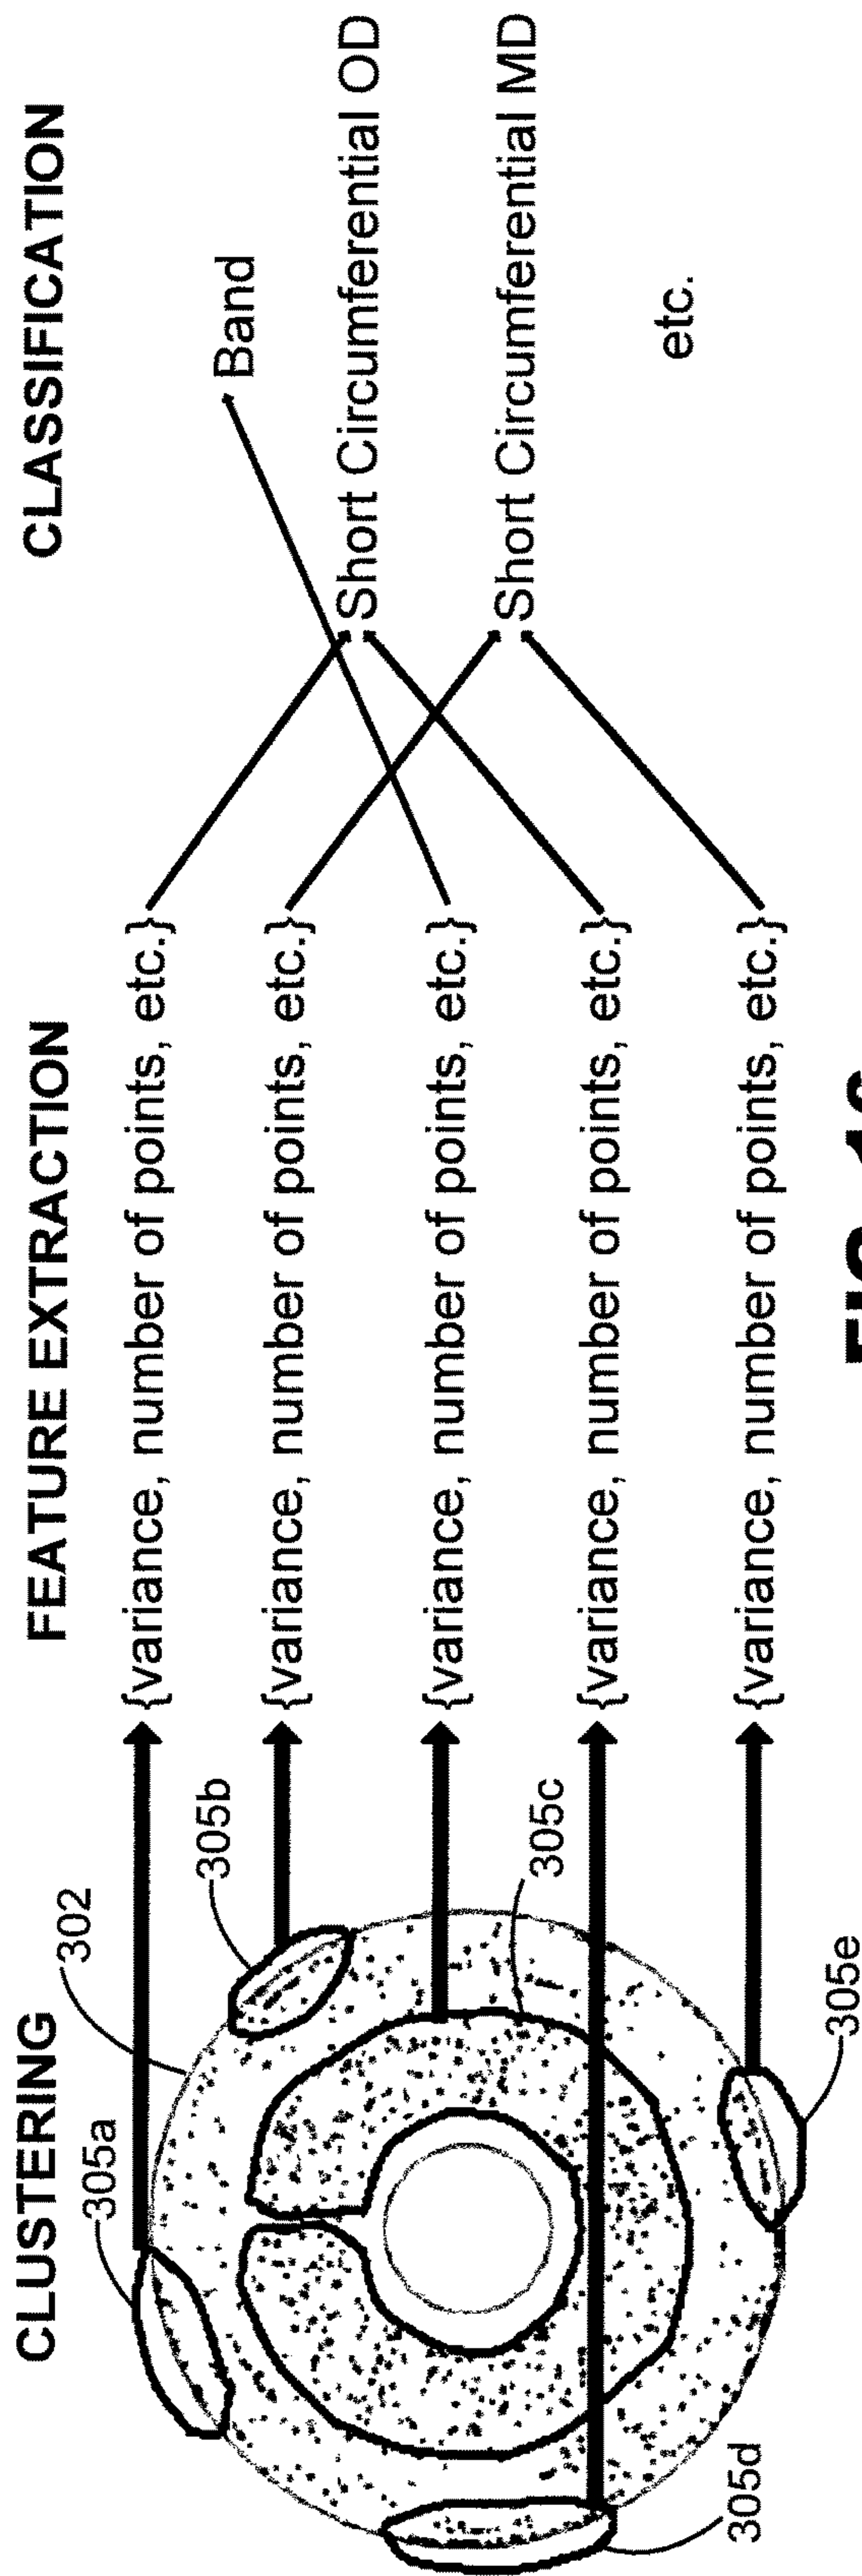 CLUSTERING
FEATURE EXTRACTION
CLASSIFICATION
302
305a
305b
305c
305d
305e
{variance, number of points, etc.}
{variance, number of points, etc.}
{variance, number of points, etc.}
{variance, number of points, etc.}
{variance, number of points, etc.}
Band
Short Circumferential OD
Short Circumferential MD
etc.